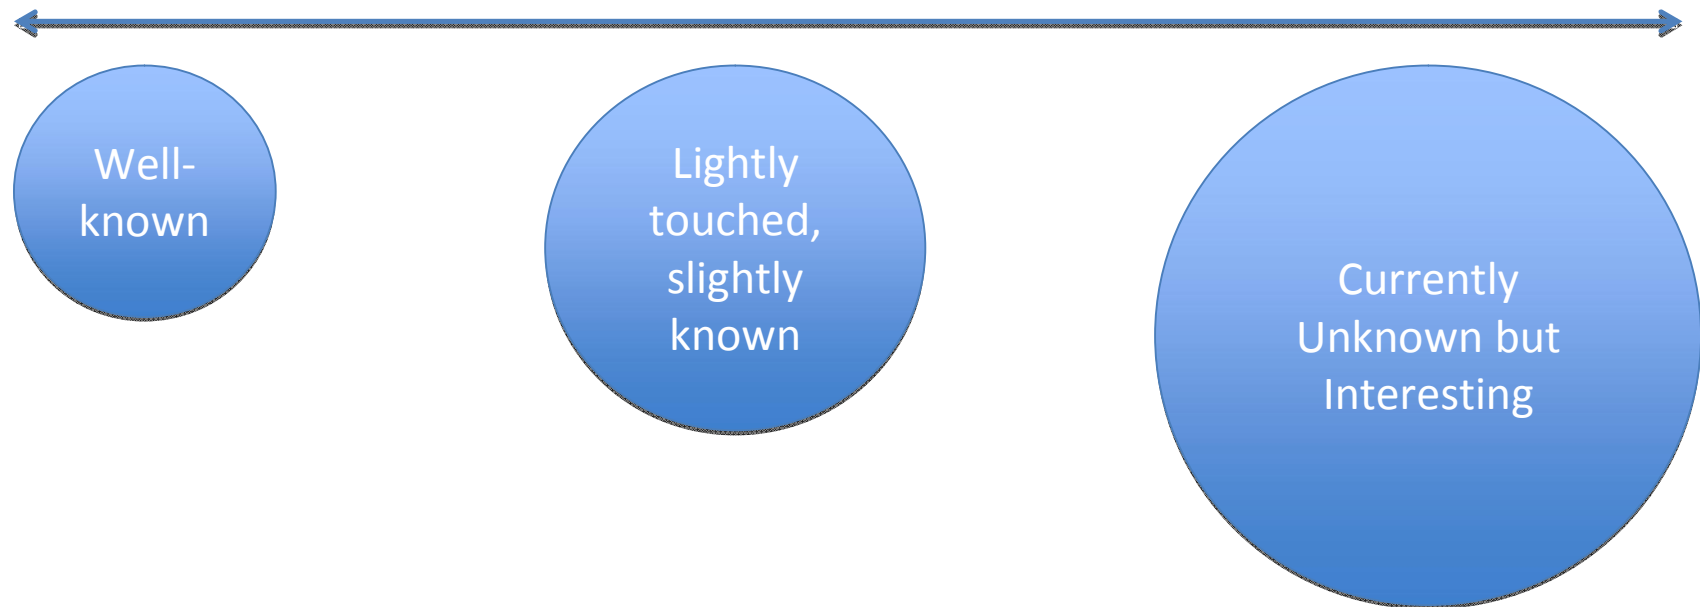 Well-
known
Lightly
touched,
slightly
known
Currently
Unknown but
Interesting